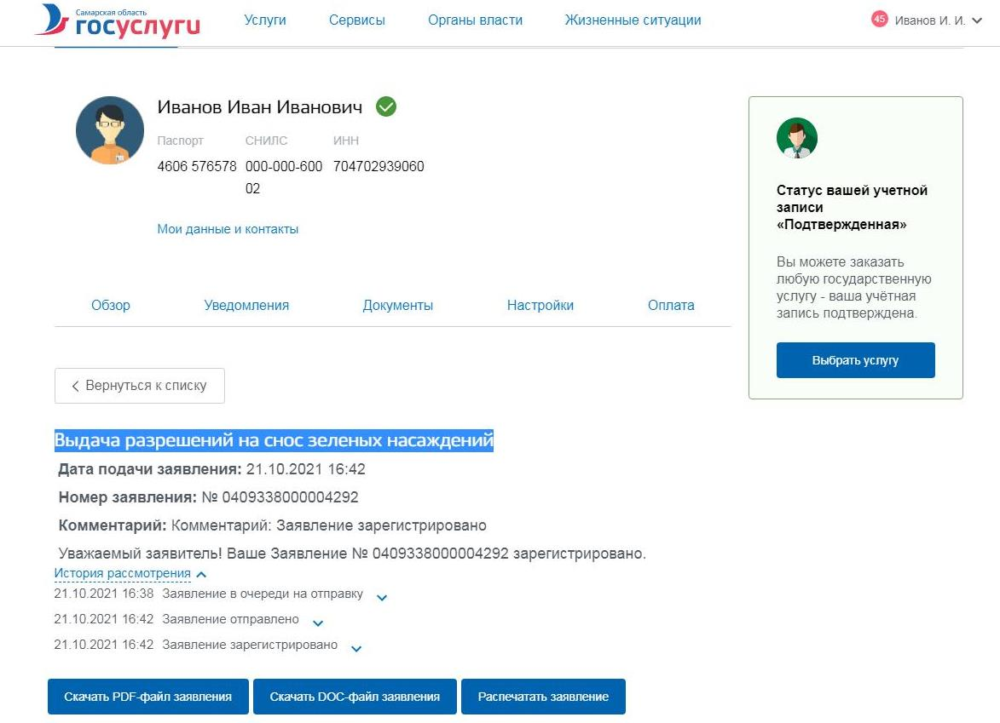 Самарская область
госуслуги
Услуги
Сервисы
Органы власти
Жизненные ситуации
45
Иванов И. И.
Иванов Иван Иванович
Паспорт СНИЛС ИНН
4606 576578 000-000-600 704702939060
02
Мои данные и контакты
Статус вашей учетной
записи
«Подтвержденная»
Вы можете заказать
любую государственную
услугу - ваша учётная
запись подтверждена.
Выбрать услугу
Обзор
Уведомления
Документы
Настройки
Оплата
Вернуться к списку
Выдача разрешений на снос зеленых насаждений
Дата подачи заявления: 21.10.2021 16:42
Номер заявления: № 0409338000004292
Комментарий: Комментарий: Заявление зарегистрировано
Уважаемый заявитель! Ваше Заявление № 0409338000004292 зарегистрировано.
История рассмотрения
21.10.2021 16:38 Заявление в очереди на отправку
21.10.2021 16:42 Заявление отправлено
21.10.2021 16:42 Заявление зарегистрировано
Скачать PDF-файл заявления
Скачать DOC-файл заявления
Распечатать заявление